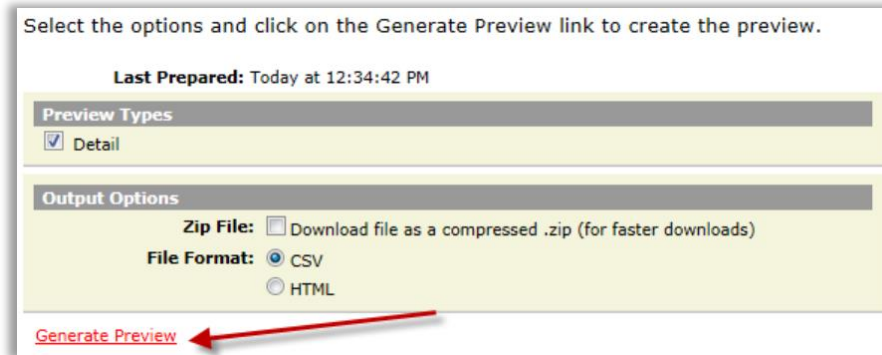 Select the options and click on the Generate Preview link to create the preview.
Last Prepared: Today at 12:34:42 PM
Preview Types
Detail
Output Options
Zip File: Download file as a compressed .zip (for faster downloads)
File Format: CSV
HTML
Generate Preview